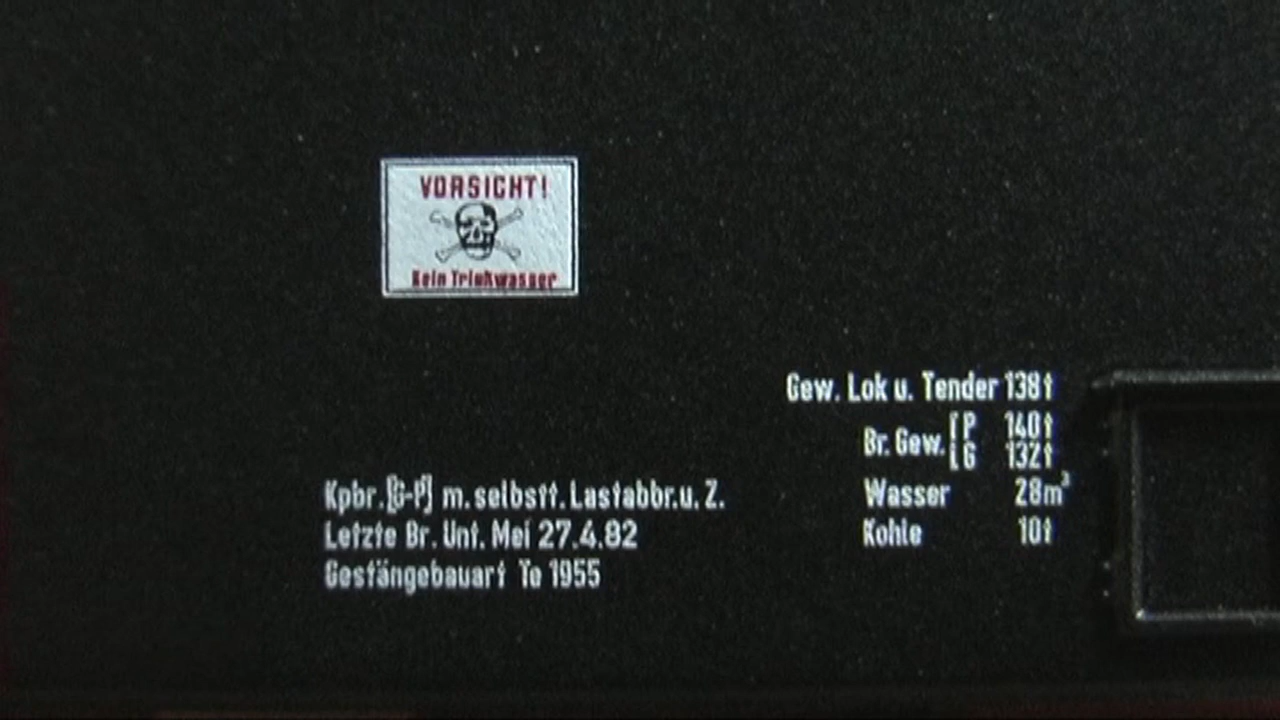 VORSICHT!
Kein Trinkwasser
Gew. Lok u. Tender 138t
Br. Gew. [P 140t
[G 132t
Wasser 28m³
Kohle 10t
Kpbr. [G-P] m. selbstt. Lastabbr. u. Z.
Letzte Br. Unt. Mei 27.4.82
Gestängebauart Te 1955